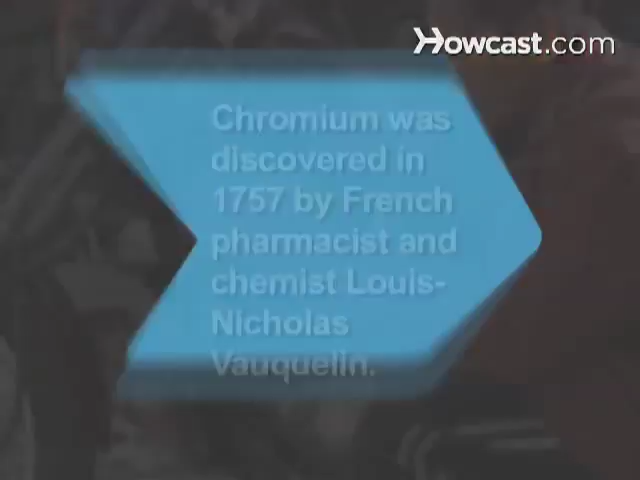 Howcast.com
Chromium was
discovered in
1757 by French
pharmacist and
chemist Louis-
Nicholas
Vauquelin.